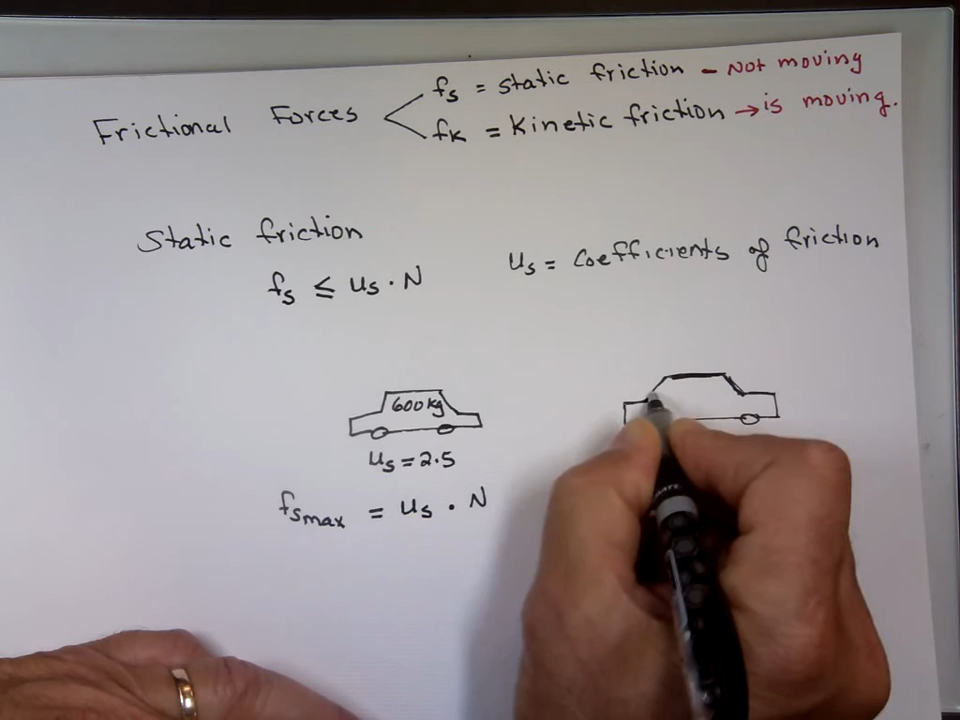 Frictional Forces
fs = static friction - Not moving
fk = Kinetic friction → is moving.
Static friction
fs ≤ us · N
us = coefficients of friction
600kg
us = 2.5
fsmax = us · N